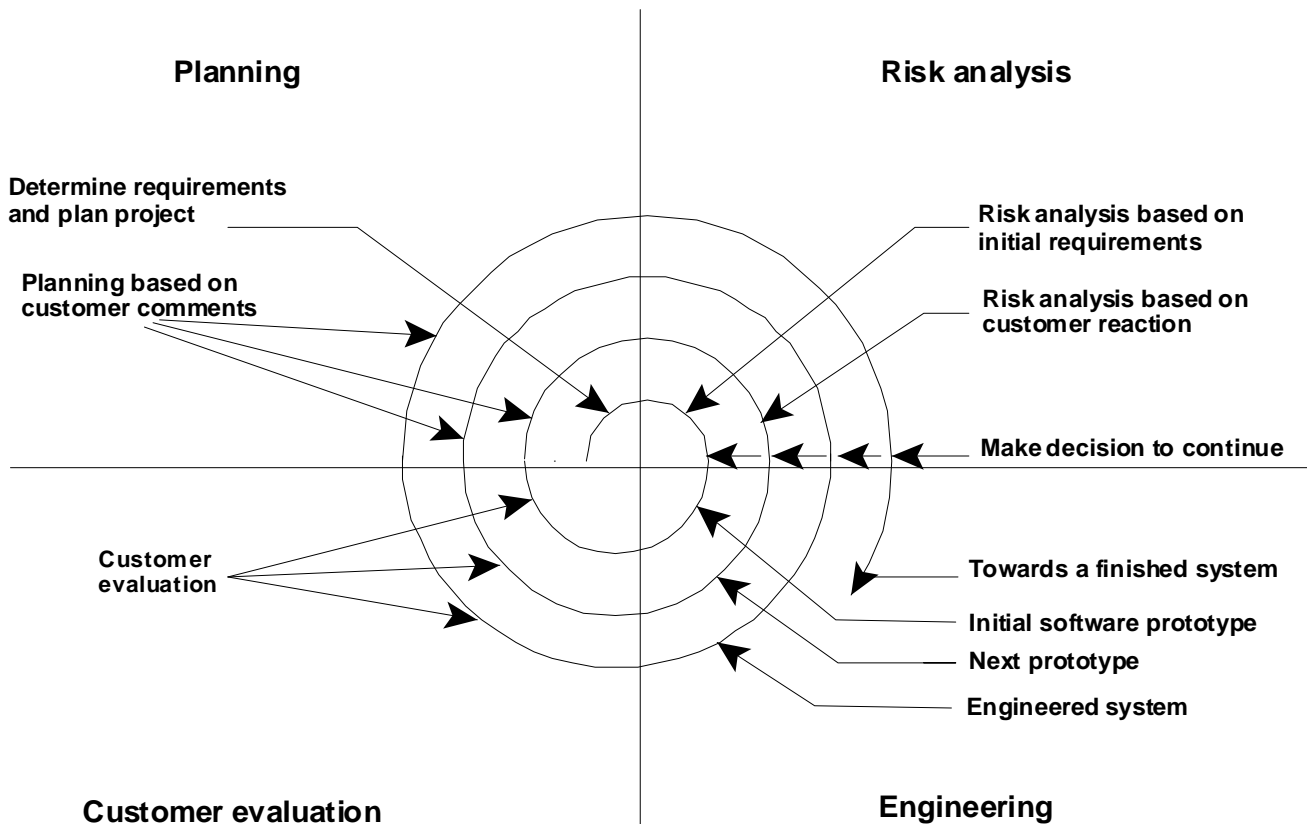 Planning
Risk analysis
Determine requirements
and plan project
Risk analysis based on
initial requirements
Planning based on
customer comments
Risk analysis based on
customer reaction
Make decision to continue
Customer
evaluation
Towards a finished system
Initial software prototype
Next prototype
Engineered system
Customer evaluation
Engineering